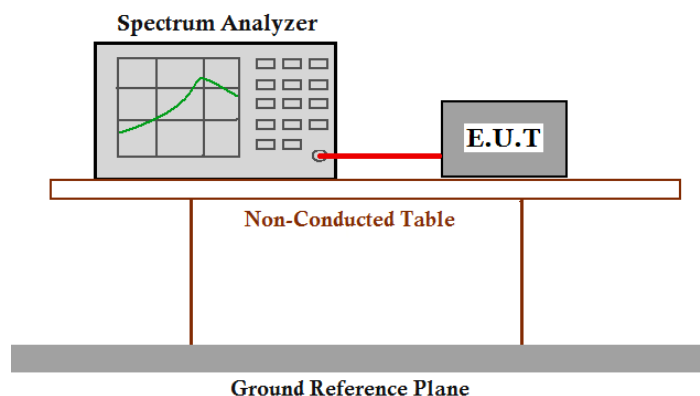 Spectrum Analyzer
E.U.T
Non-Conducted Table
Ground Reference Plane